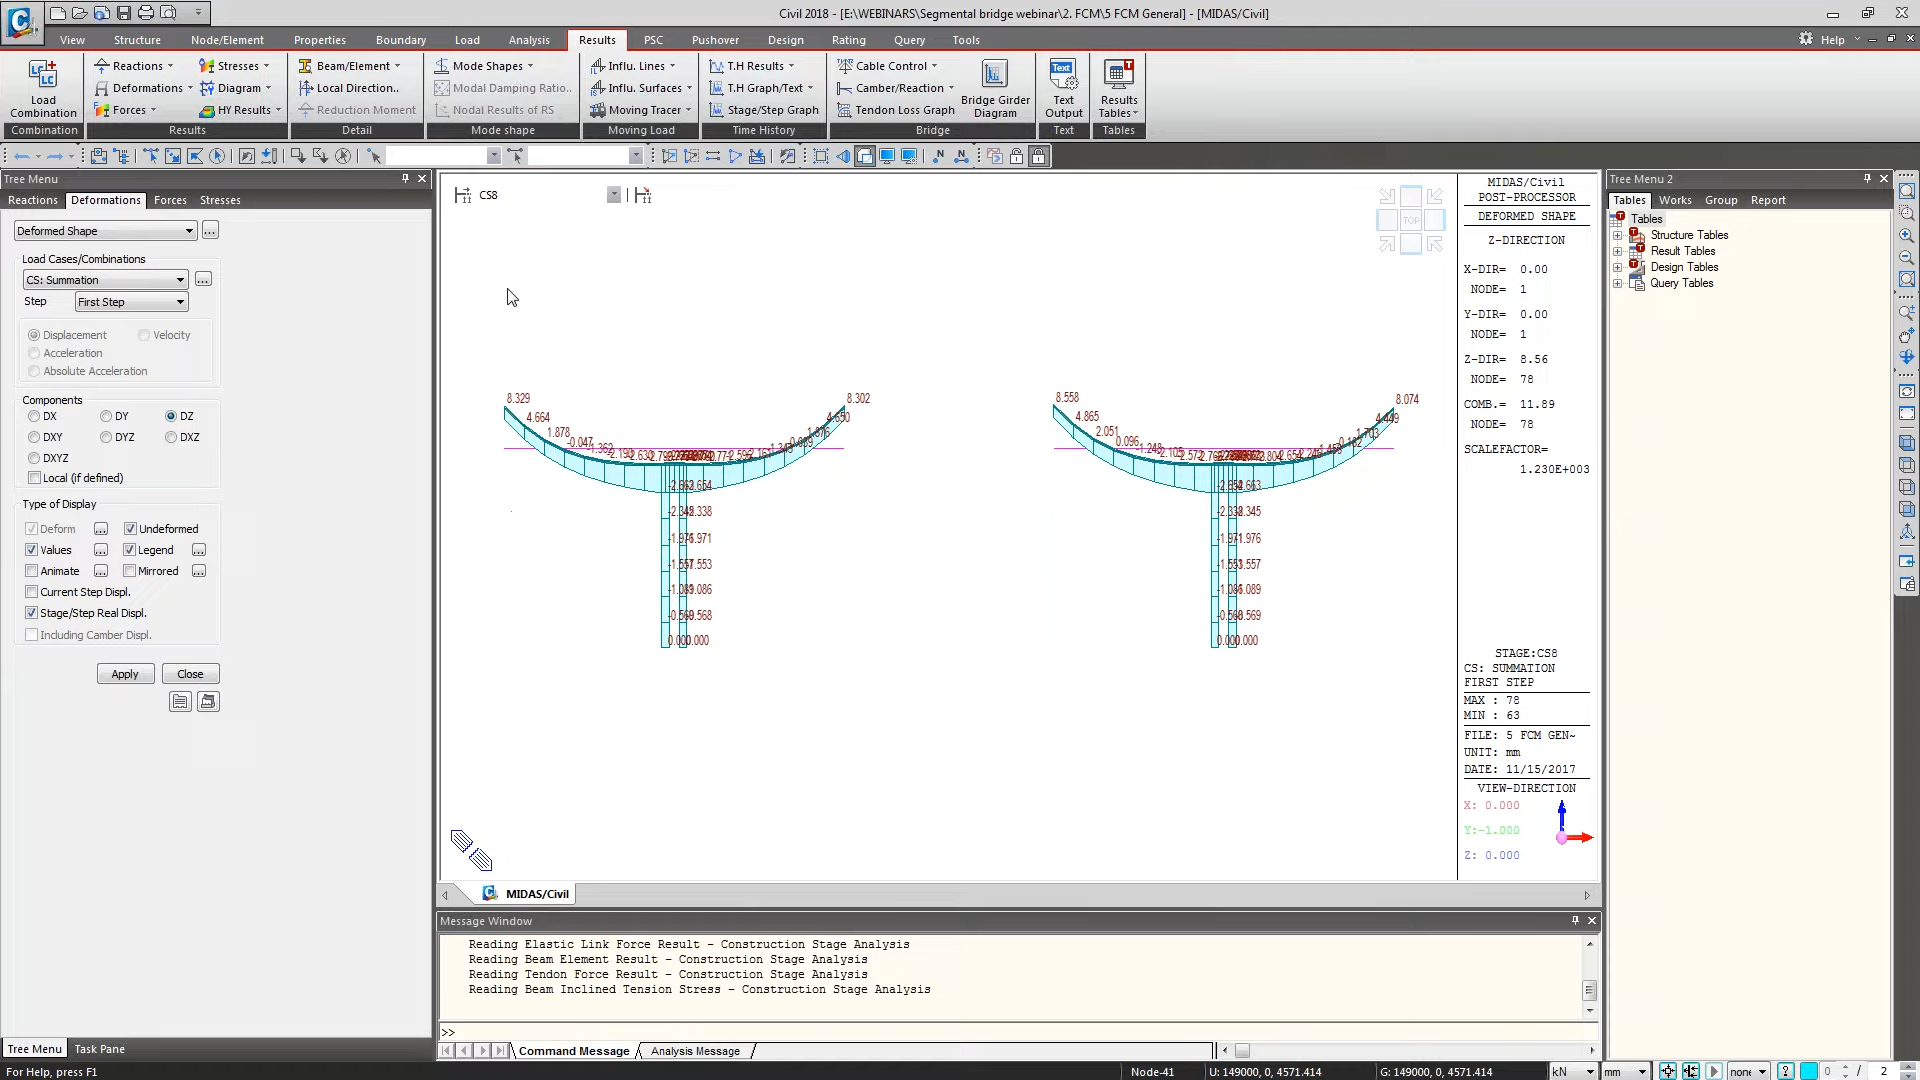 Civil 2018 - [E:\WEBINARS\Segmental bridge webinar\2. FCM\5 FCM General] - [MIDAS/Civil]
View Structure Node/Element Properties Boundary Load Analysis Results PSC Pushover Design Rating Query Tools Help
Load Combination
Reactions Stresses
Deformations Diagram
Forces HY Results
Beam/Element
Local Direction..
Reduction Moment
Mode Shapes
Modal Damping Ratio..
Nodal Results of RS
Influ. Lines
Influ. Surfaces
Moving Tracer
T.H Results
T.H Graph/Text
Stage/Step Graph
Cable Control
Camber/Reaction
Tendon Loss Graph
Bridge Girder Diagram
Text Output
Results Tables
Combination Results Detail Mode shape Moving Load Time History Bridge Text Tables
Tree Menu
Reactions Deformations Forces Stresses
Deformed Shape
Load Cases/Combinations
CS: Summation
Step First Step
Displacement Velocity
Acceleration
Absolute Acceleration
Components
DX DY DZ
DXY DYZ DXZ
DXYZ
Local (if defined)
Type of Display
Deform Undeformed
Values Legend
Animate Mirrored
Current Step Displ.
Stage/Step Real Displ.
Including Camber Displ.
Apply Close
Tree Menu Task Pane
CS8
TOP
8.329 8.302 8.558 8.074
4.664 4.865
1.878 2.051
-0.047 0.096
-1.362
0.000 0.000
MIDAS/Civil
POST-PROCESSOR
DEFORMED SHAPE
Z-DIRECTION
X-DIR= 0.00
NODE= 1
Y-DIR= 0.00
NODE= 1
Z-DIR= 8.56
NODE= 78
COMB.= 11.89
NODE= 78
SCALEFACTOR=
1.230E+003
STAGE:CS8
CS: SUMMATION
FIRST STEP
MAX : 78
MIN : 63
FILE: 5 FCM GEN~
UNIT: mm
DATE: 11/15/2017
VIEW-DIRECTION
X: 0.000
Y:-1.000
Z: 0.000
MIDAS/Civil
Message Window
Reading Elastic Link Force Result - Construction Stage Analysis
Reading Beam Element Result - Construction Stage Analysis
Reading Tendon Force Result - Construction Stage Analysis
Reading Beam Inclined Tension Stress - Construction Stage Analysis
>>
Command Message Analysis Message
Tree Menu 2
Tables Works Group Report
Tables
Structure Tables
Result Tables
Design Tables
Query Tables
For Help, press F1
Node-41 U: 149000, 0, 4571.414 G: 149000, 0, 4571.414 kN mm none ? 0 / 2